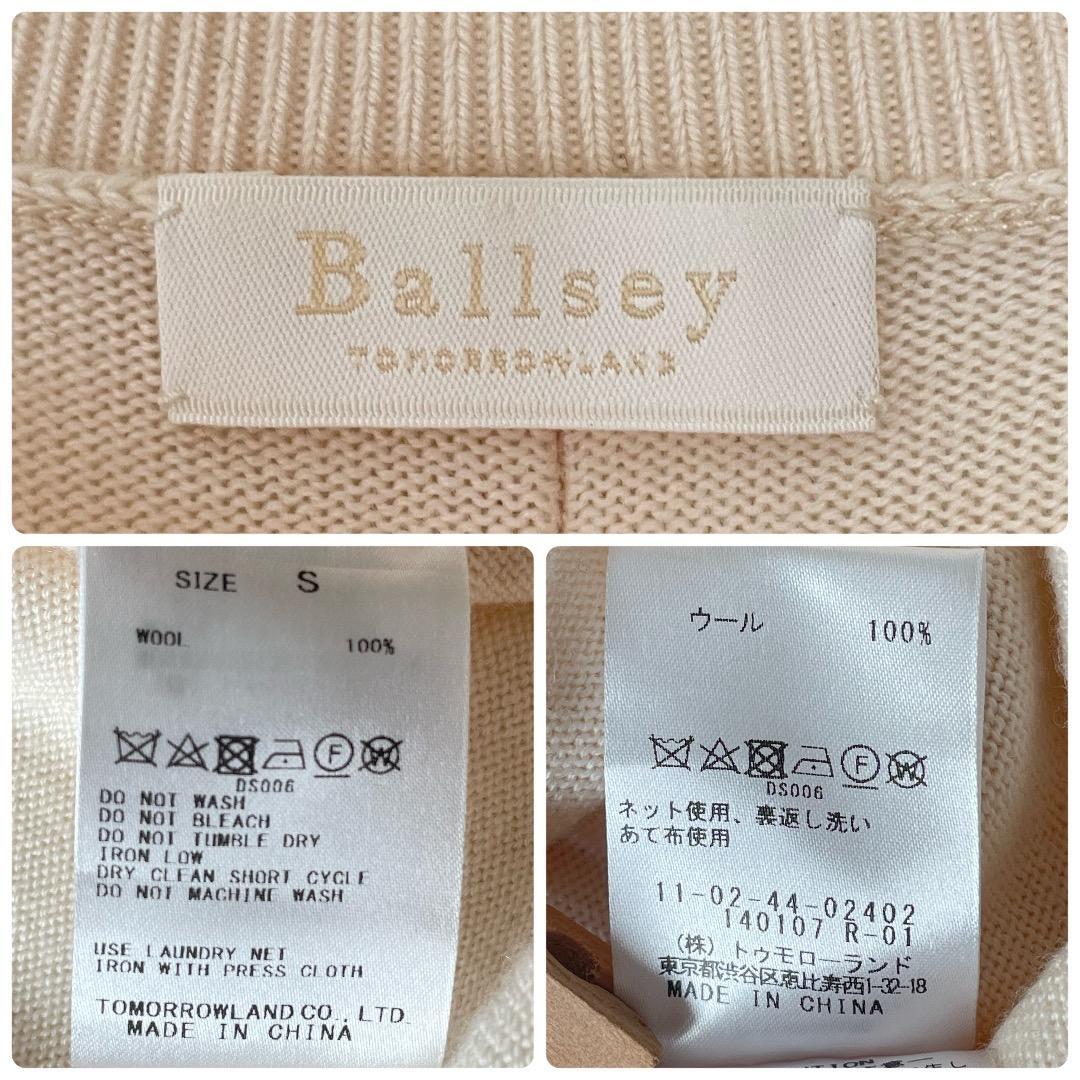 Ballsey
TOMORROWLAND
SIZE S
WOOL 100%
DS006
DO NOT WASH
DO NOT BLEACH
DO NOT TUMBLE DRY
IRON LOW
DRY CLEAN SHORT CYCLE
DO NOT MACHINE WASH
USE LAUNDRY NET
IRON WITH PRESS CLOTH
TOMORROWLAND CO., LTD.
MADE IN CHINA
ウール 100%
F W
DS006
ネット使用、裏返し洗い
あて布使用
11-02-44-02402
140107 R-01
(株)トゥモローランド
東京都渋谷区恵比寿西1-32-18
MADE IN CHINA